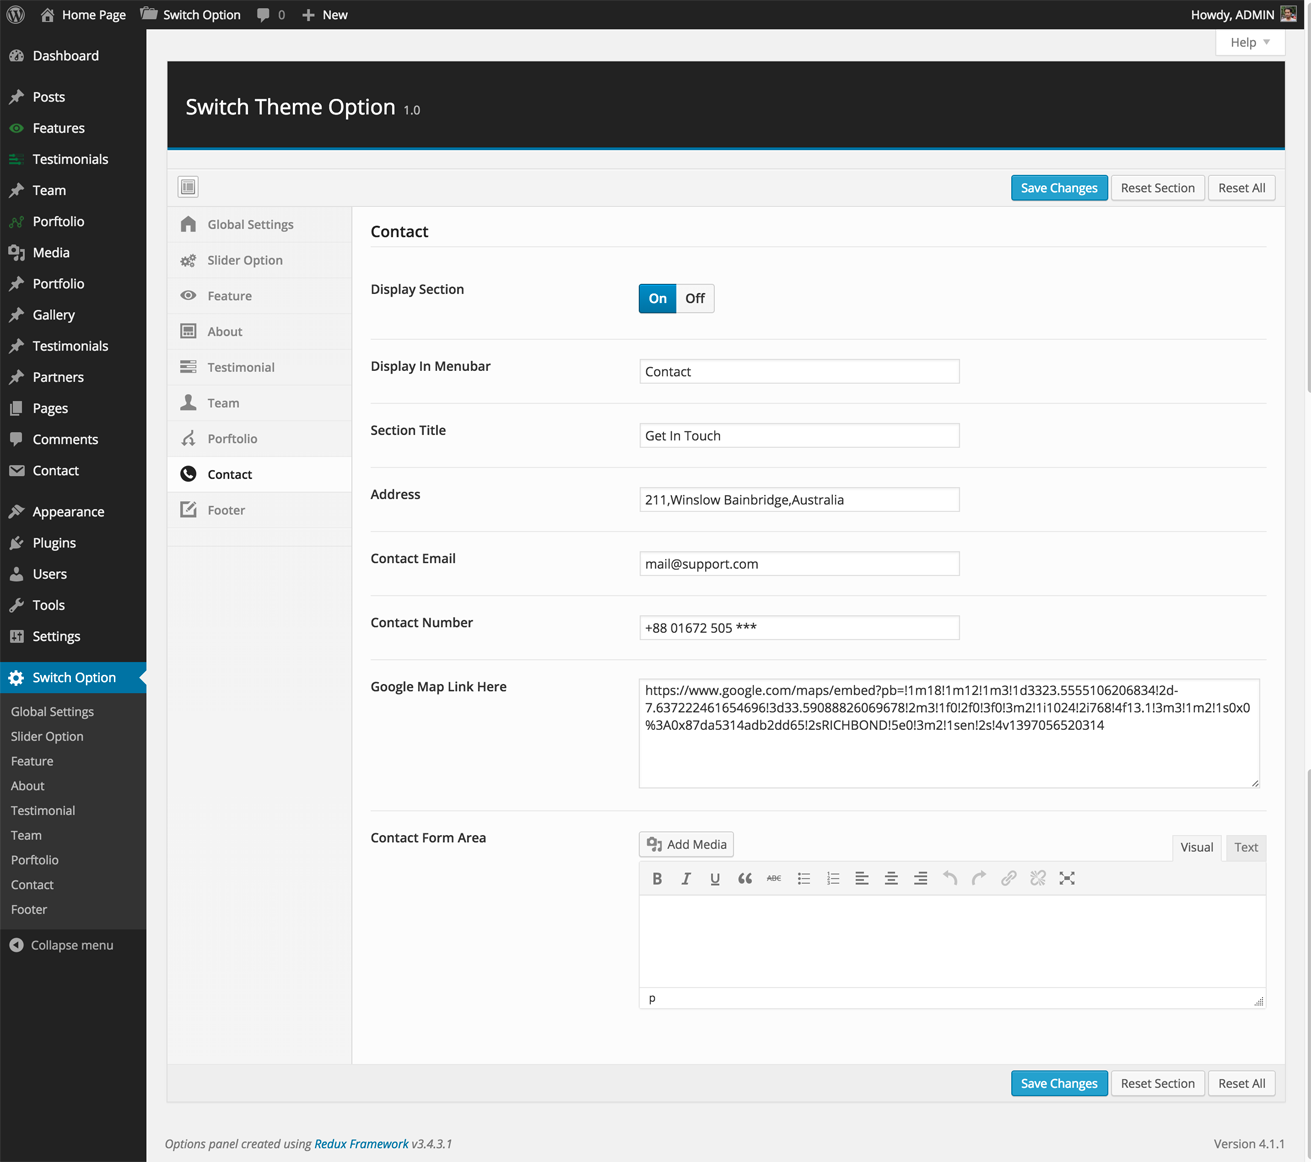 Home Page
Switch Option
0
New
Howdy, ADMIN
Help
Dashboard
Posts
Features
Testimonials
Team
Porftolio
Media
Portfolio
Gallery
Testimonials
Partners
Pages
Comments
Contact
Appearance
Plugins
Users
Tools
Settings
Switch Option
Global Settings
Slider Option
Feature
About
Testimonial
Team
Porftolio
Contact
Footer
Collapse menu
Switch Theme Option 1.0
Save Changes
Reset Section
Reset All
Global Settings
Slider Option
Feature
About
Testimonial
Team
Porftolio
Contact
Footer
Contact
Display Section
On
Off
Display In Menubar
Contact
Section Title
Get In Touch
Address
211,Winslow Bainbridge,Australia
Contact Email
mail@support.com
Contact Number
+88 01672 505 ***
Google Map Link Here
https://www.google.com/maps/embed?pb=!1m18!1m12!1m3!1d3323.5555106206834!2d-
7.637222461654696!3d33.59088826069678!2m3!1f0!2f0!3f0!3m2!1i1024!2i768!4f13.1!3m3!1m2!1s0x0
%3A0x87da5314adb2dd65!2sRICHBOND!5e0!3m2!1sen!2s!4v1397056520314
Contact Form Area
Add Media
Visual
Text
B I U ABC
p
Save Changes
Reset Section
Reset All
Options panel created using Redux Framework v3.4.3.1
Version 4.1.1